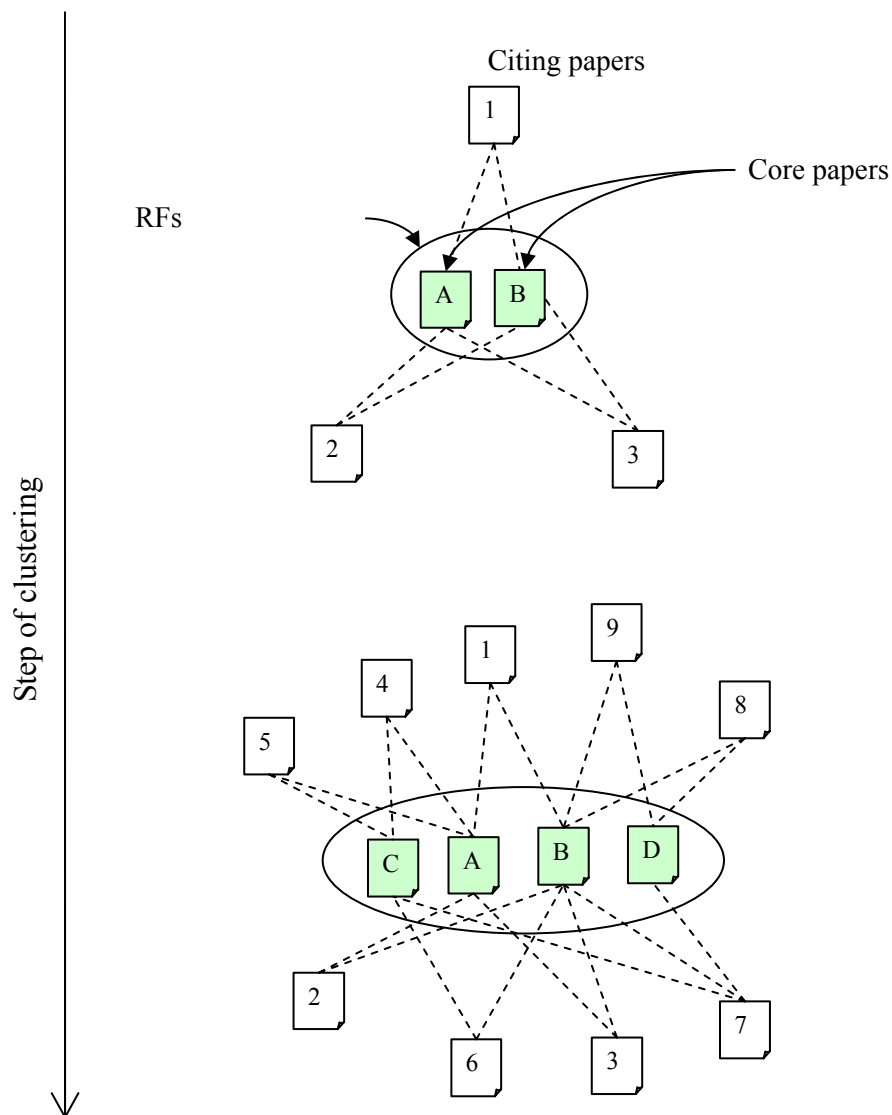 Citing papers
1
Core papers
RFs
A
B
2
3
Step of clustering
9
1
4
8
5
C
A
B
D
2
7
6
3